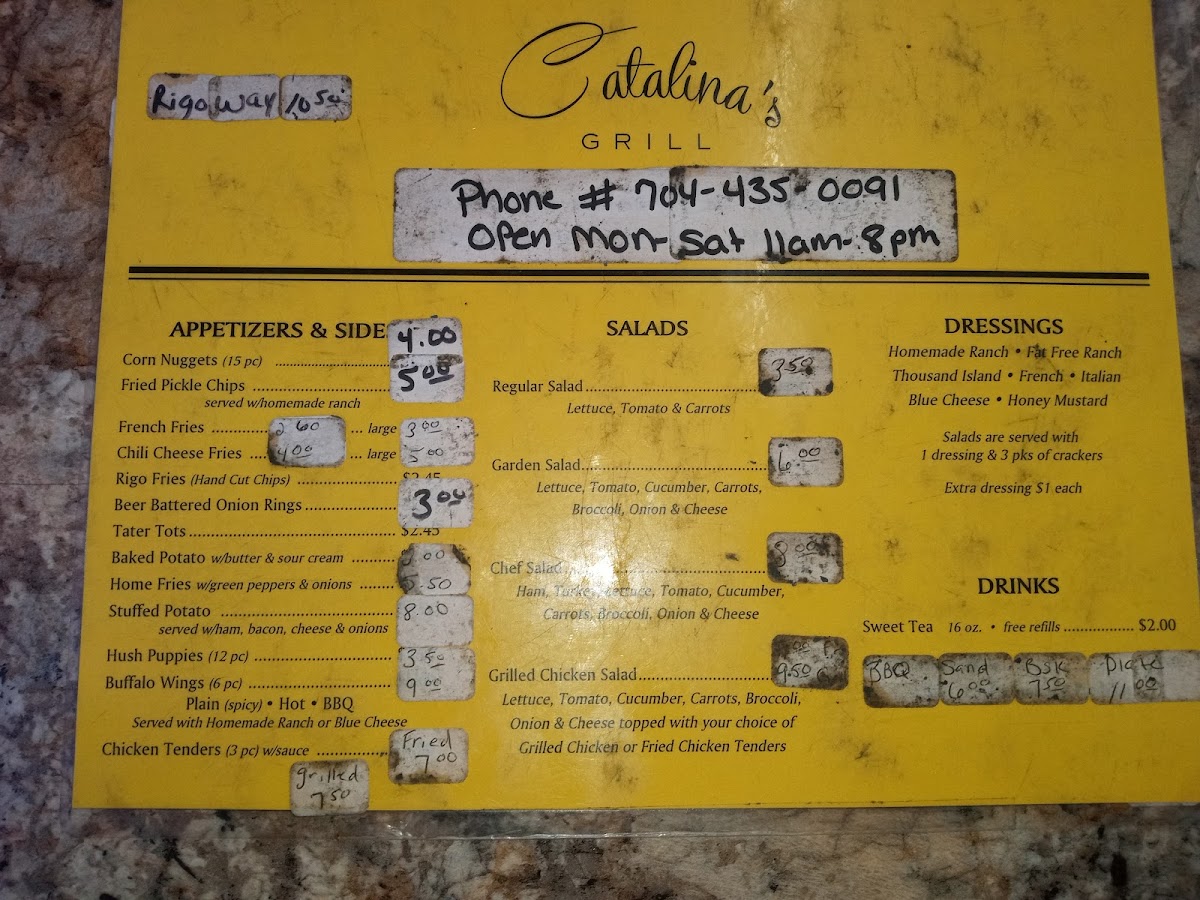 Rigo Way 10 50
Catalina's
GRILL
Phone # 704-435-0091
Open Mon-Sat 11am-8pm
APPETIZERS & SIDE
Corn Nuggets (15 pc) 4.00
Fried Pickle Chips 5 00
served w/homemade ranch
French Fries 2 60 large 3 00
Chili Cheese Fries 4 00 large 5 00
Rigo Fries (Hand Cut Chips) $2.45
Beer Battered Onion Rings 3 00
Tater Tots $2.45
Baked Potato w/butter & sour cream
Home Fries w/green peppers & onions
Stuffed Potato 8.00
served w/ham, bacon, cheese & onions
Hush Puppies (12 pc) 3.50
Buffalo Wings (6 pc) 9 00
Plain (spicy) • Hot • BBQ
Served with Homemade Ranch or Blue Cheese
Chicken Tenders (3 pc) w/sauce Fried 7 00
grilled
7 50
SALADS
Regular Salad 3 50
Lettuce, Tomato & Carrots
Garden Salad 6.00
Lettuce, Tomato, Cucumber, Carrots,
Broccoli, Onion & Cheese
Chef Salad 8 00
Ham, Turkey, Lettuce, Tomato, Cucumber,
Carrots, Broccoli, Onion & Cheese
Grilled Chicken Salad 9.50
Lettuce, Tomato, Cucumber, Carrots, Broccoli,
Onion & Cheese topped with your choice of
Grilled Chicken or Fried Chicken Tenders
DRESSINGS
Homemade Ranch • Fat Free Ranch
Thousand Island • French • Italian
Blue Cheese • Honey Mustard
Salads are served with
1 dressing & 3 pks of crackers
Extra dressing $1 each
DRINKS
Sweet Tea 16 oz. • free refills $2.00
BBQ Sand Bsk Plate
6 00 7 50 11 00